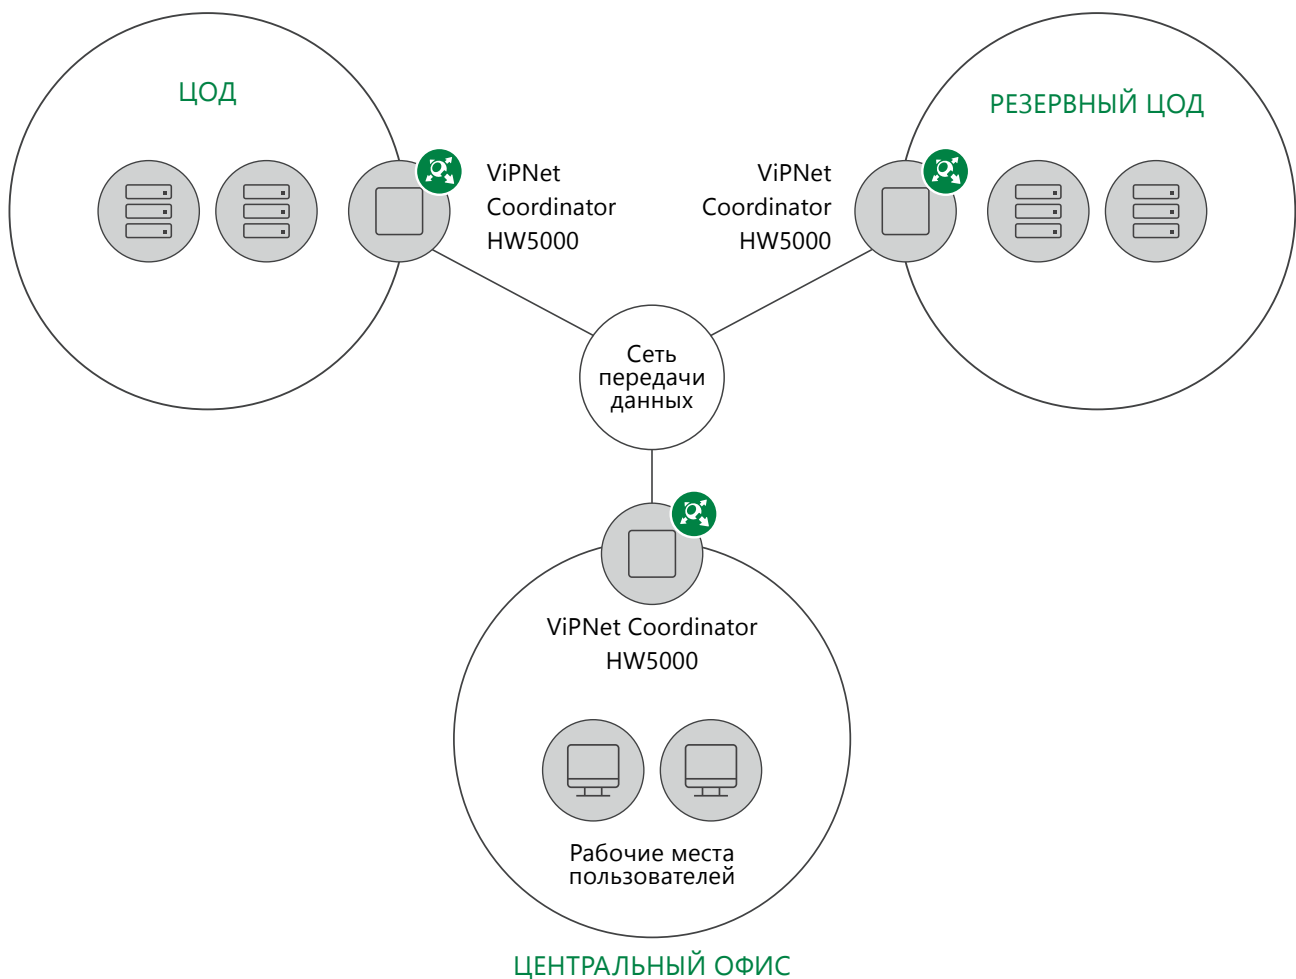 ЦОД
РЕЗЕРВНЫЙ ЦОД
ViPNet
Coordinator
HW5000
ViPNet
Coordinator
HW5000
Сеть
передачи
данных
ViPNet Coordinator
HW5000
Рабочие места
пользователей
ЦЕНТРАЛЬНЫЙ ОФИС